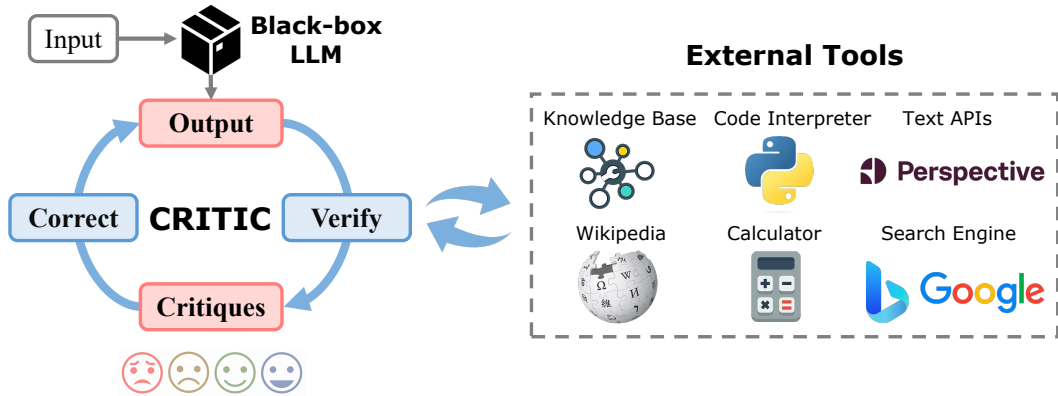 Input
Black-box
LLM
Output
Correct
CRITIC
Verify
Critiques
External Tools
Knowledge Base
Code Interpreter
Text APIs
Perspective
Wikipedia
Calculator
Search Engine
Ω
W
И
Google